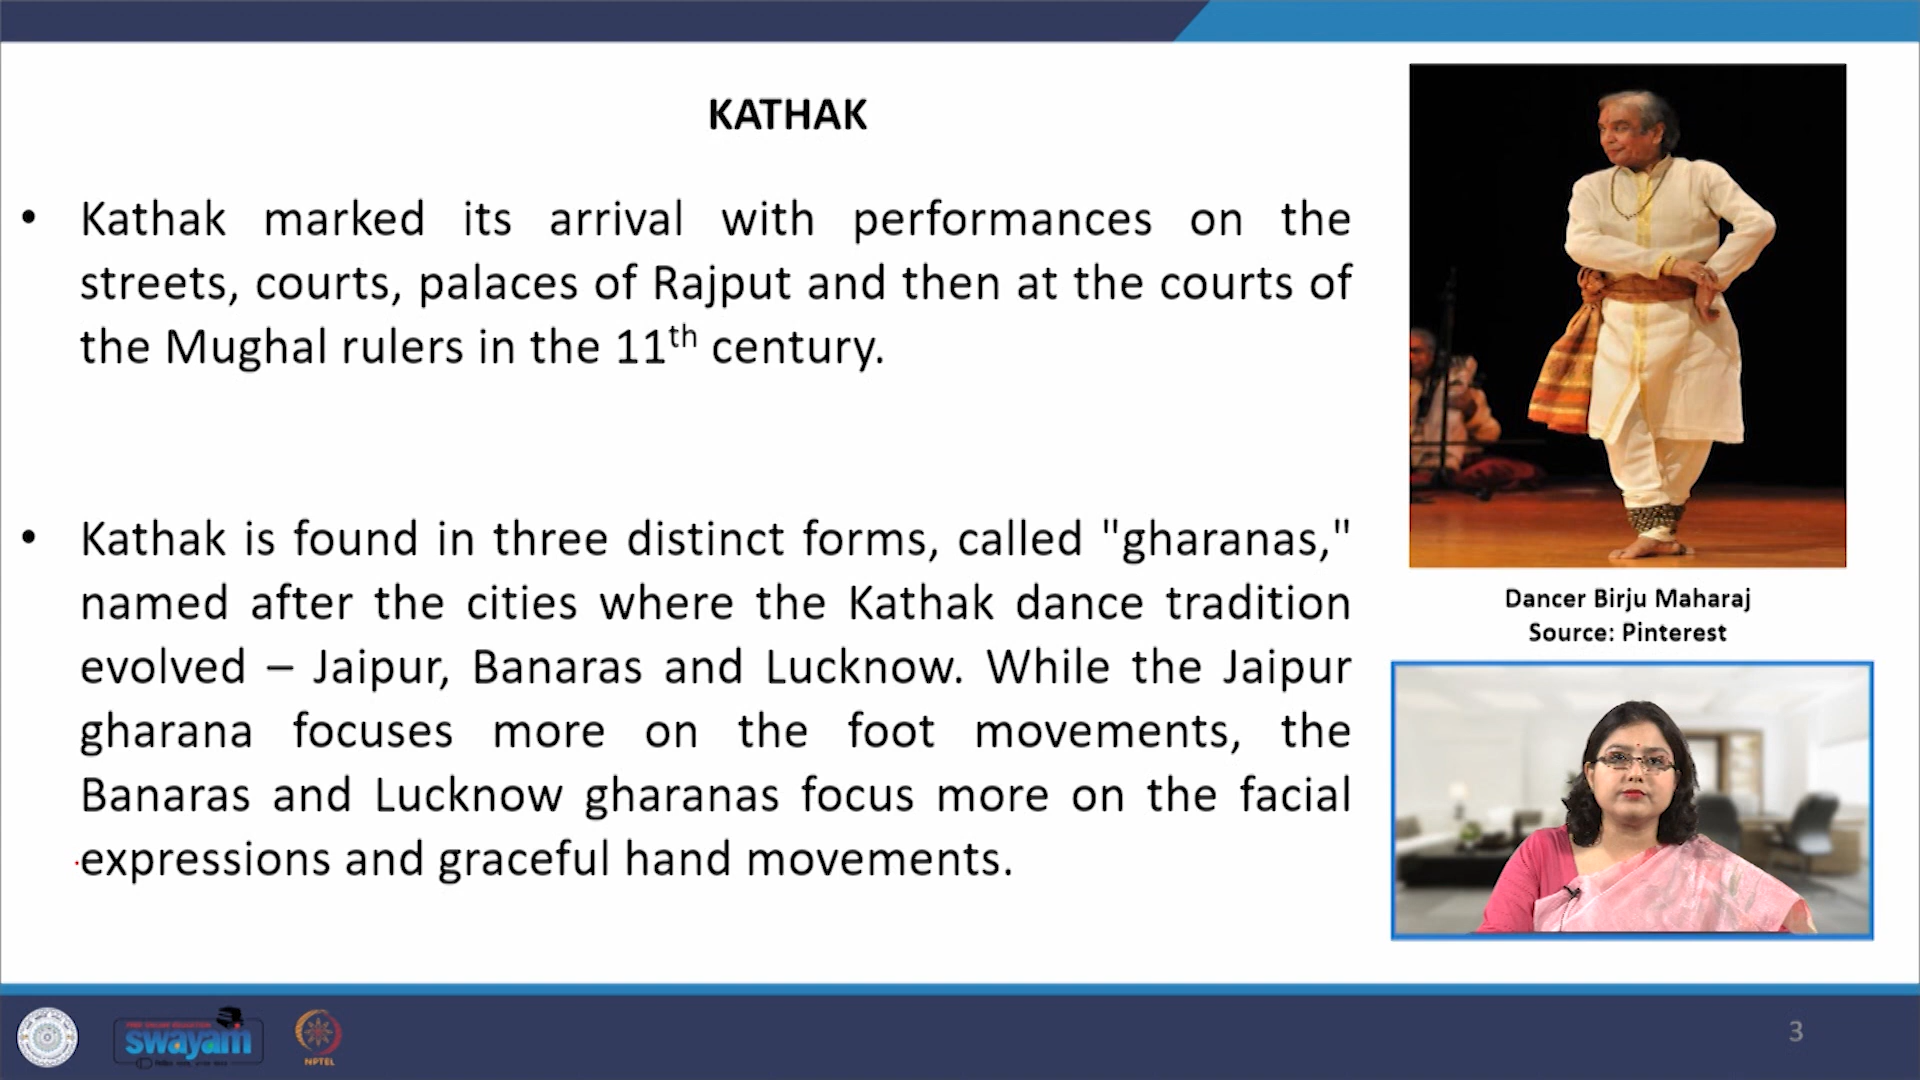 KATHAK
• Kathak marked its arrival with performances on the
streets, courts, palaces of Rajput and then at the courts of
the Mughal rulers in the 11th century.
• Kathak is found in three distinct forms, called "gharanas,"
named after the cities where the Kathak dance tradition
evolved – Jaipur, Banaras and Lucknow. While the Jaipur
gharana focuses more on the foot movements, the
Banaras and Lucknow gharanas focus more on the facial
expressions and graceful hand movements.
Dancer Birju Maharaj
Source: Pinterest
FREE ONLINE EDUCATION
swayam
NPTEL
3